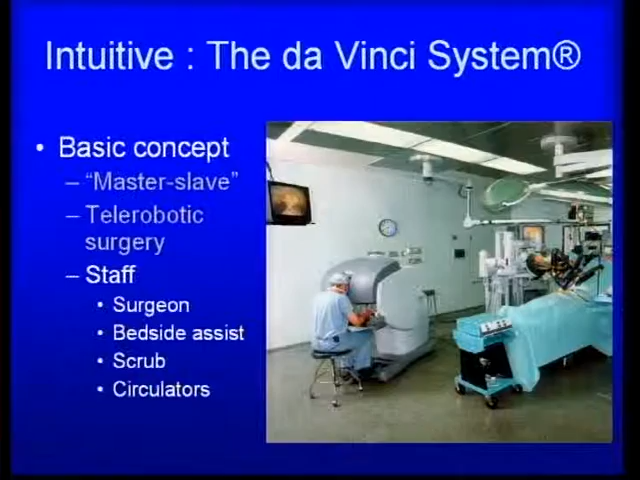 Intuitive : The da Vinci System®
• Basic concept
– “Master-slave”
– Telerobotic
surgery
– Staff
• Surgeon
• Bedside assist
• Scrub
• Circulators